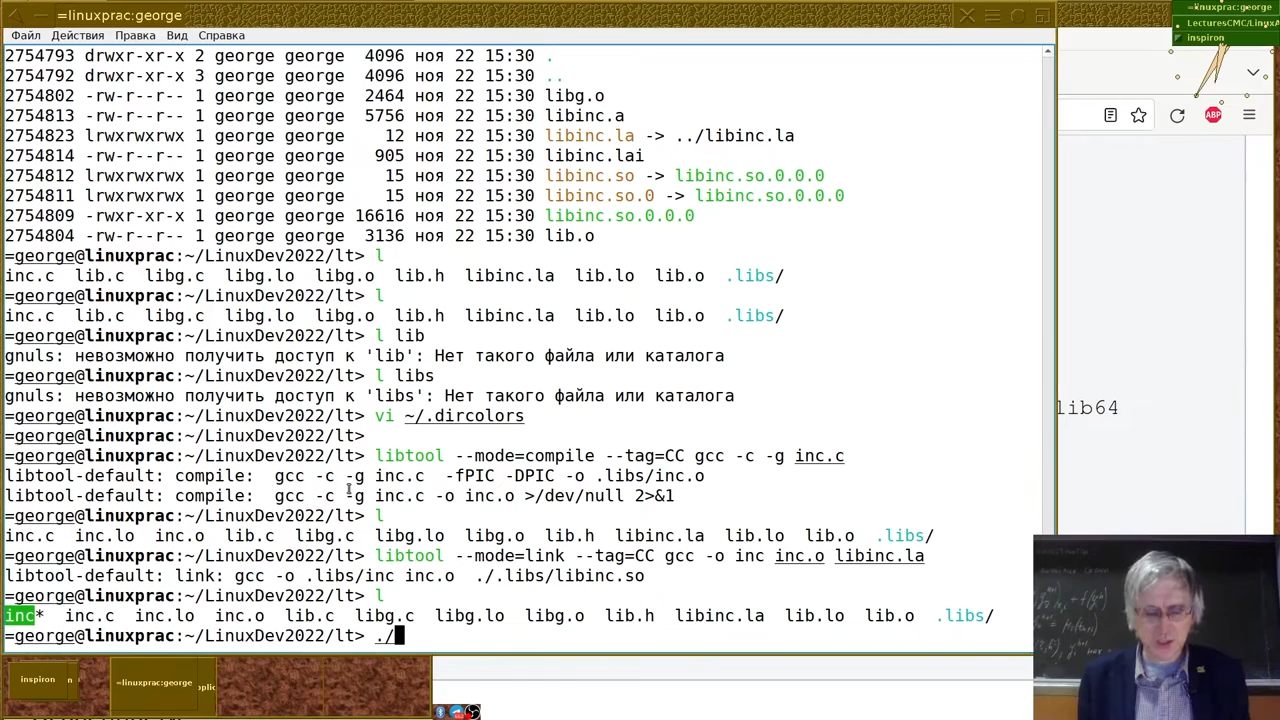 =linuxprac:george
Файл Действия Правка Вид Справка
2754793 drwxr-xr-x 2 george george  4096 ноя 22 15:30 .
2754792 drwxr-xr-x 3 george george  4096 ноя 22 15:30 ..
2754802 -rw-r--r-- 1 george george  2464 ноя 22 15:30 libg.o
2754813 -rw-r--r-- 1 george george  5756 ноя 22 15:30 libinc.a
2754823 lrwxrwxrwx 1 george george    12 ноя 22 15:30 libinc.la -> ../libinc.la
2754814 -rw-r--r-- 1 george george   905 ноя 22 15:30 libinc.lai
2754812 lrwxrwxrwx 1 george george    15 ноя 22 15:30 libinc.so -> libinc.so.0.0.0
2754811 lrwxrwxrwx 1 george george    15 ноя 22 15:30 libinc.so.0 -> libinc.so.0.0.0
2754809 -rwxr-xr-x 1 george george 16616 ноя 22 15:30 libinc.so.0.0.0
2754804 -rw-r--r-- 1 george george  3136 ноя 22 15:30 lib.o
=george@linuxprac:~/LinuxDev2022/lt> l
inc.c  lib.c  libg.c  libg.lo  libg.o  lib.h  libinc.la  lib.lo  lib.o  .libs/
=george@linuxprac:~/LinuxDev2022/lt> l
inc.c  lib.c  libg.c  libg.lo  libg.o  lib.h  libinc.la  lib.lo  lib.o  .libs/
=george@linuxprac:~/LinuxDev2022/lt> l lib
gnuls: невозможно получить доступ к 'lib': Нет такого файла или каталога
=george@linuxprac:~/LinuxDev2022/lt> l libs
gnuls: невозможно получить доступ к 'libs': Нет такого файла или каталога
=george@linuxprac:~/LinuxDev2022/lt> vi ~/.dircolors
=george@linuxprac:~/LinuxDev2022/lt>
=george@linuxprac:~/LinuxDev2022/lt> libtool --mode=compile --tag=CC gcc -c -g inc.c
libtool-default: compile:  gcc -c -g inc.c  -fPIC -DPIC -o .libs/inc.o
libtool-default: compile:  gcc -c -g inc.c -o inc.o >/dev/null 2>&1
=george@linuxprac:~/LinuxDev2022/lt> l
inc.c  inc.lo  inc.o  lib.c  libg.c  libg.lo  libg.o  lib.h  libinc.la  lib.lo  lib.o  .libs/
=george@linuxprac:~/LinuxDev2022/lt> libtool --mode=link --tag=CC gcc -o inc inc.o libinc.la
libtool-default: link: gcc -o .libs/inc inc.o  ./.libs/libinc.so
=george@linuxprac:~/LinuxDev2022/lt> l
inc*  inc.c  inc.lo  inc.o  lib.c  libg.c  libg.lo  libg.o  lib.h  libinc.la  lib.lo  lib.o  .libs/
=george@linuxprac:~/LinuxDev2022/lt> ./
=linuxprac:george
LecturesCMC/LinuxA
inspiron
ABP
lib64
inspiron
=linuxprac:george